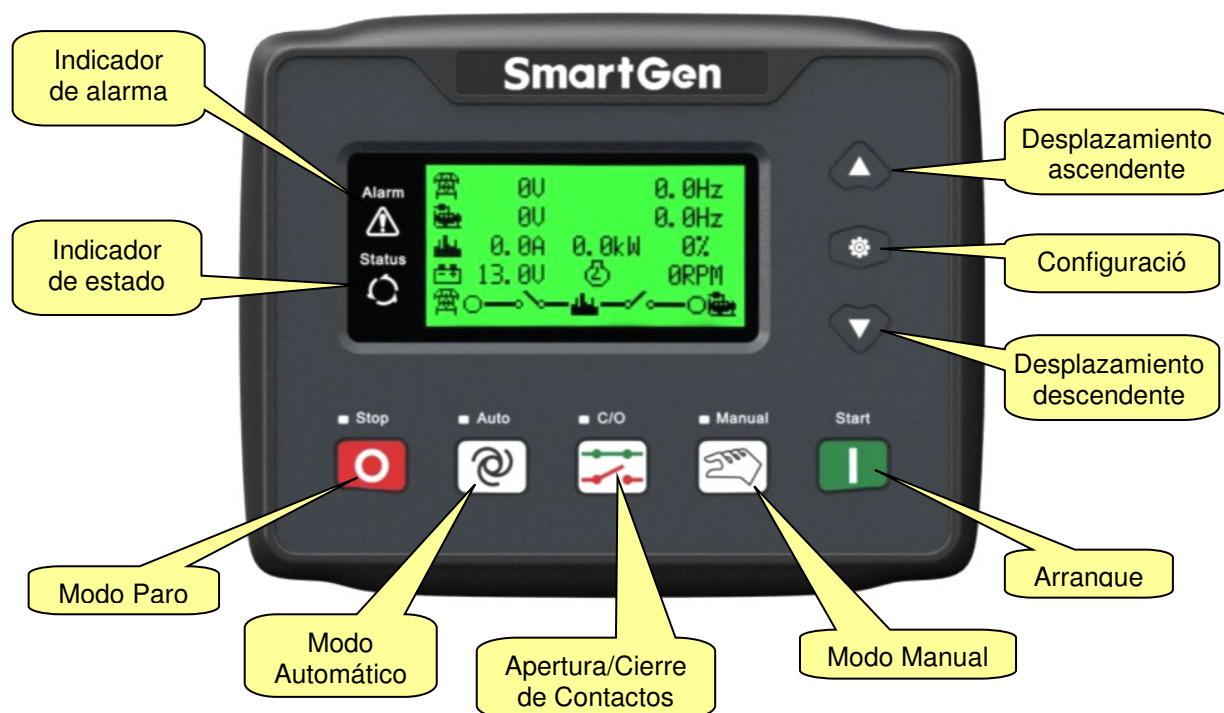 SmartGen
Indicador
de alarma
Desplazamiento
ascendente
Alarm
0V 0.0Hz
0V 0.0Hz
Indicador
de estado
Status
0.0A 0.0kW 0%
13.0V 0RPM
Configuració
Desplazamiento
descendente
Stop
Auto
C/O
Manual
Start
Modo Paro
Modo
Automático
Apertura/Cierre
de Contactos
Modo Manual
Arranque